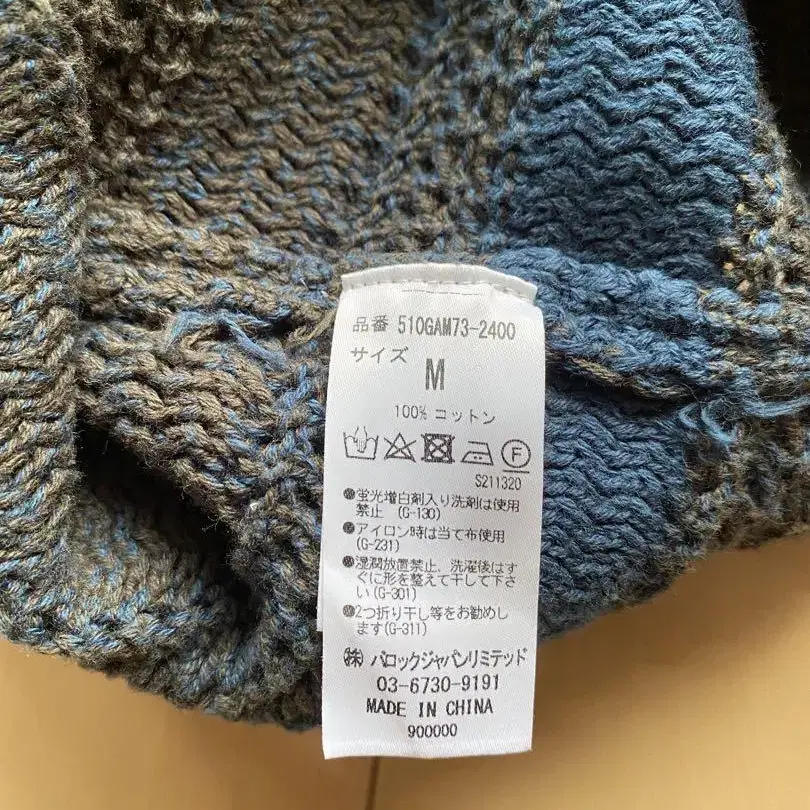 品番 510GAM73-2400
サイズ
M
100% コットン
F
S211320
●蛍光増白剤入り洗剤は使用
禁止 (G-130)
●アイロン時は当て布使用
(G-231)
●湿潤放置禁止、洗濯後はす
ぐに形を整えて干して下さ
い(G-301)
●2つ折り干し等をお勧めし
ます(G-311)
㈱ バロックジャパンリミテッド
03-6730-9191
MADE IN CHINA
900000